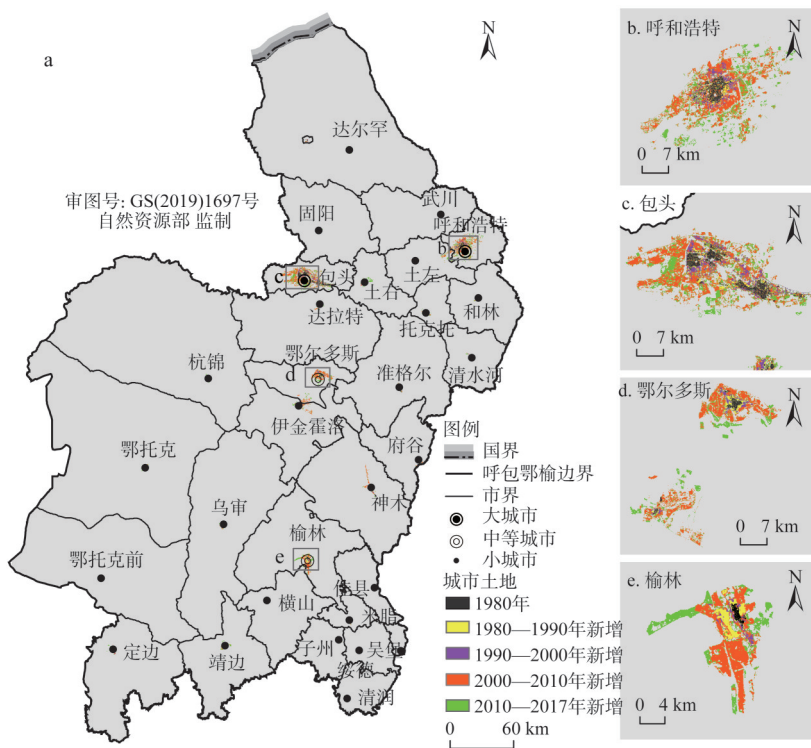 a
N
达尔罕
审图号: GS(2019)1697号
自然资源部 监制
武川
固阳
呼和浩特
b
c
包头
土左
土右
和林
达拉特
托克托
鄂尔多斯
杭锦
d
准格尔
清水河
伊金霍洛
鄂托克
府谷
乌审
神木
榆林
鄂托克前
e
横山
佳县
米脂
子州
吴堡
定边
靖边
绥德
清润
图例
国界
呼包鄂榆边界
市界
大城市
中等城市
小城市
城市土地
1980年
1980—1990年新增
1990—2000年新增
2000—2010年新增
2010—2017年新增
0 60 km
b. 呼和浩特
N
0 7 km
c. 包头
N
0 7 km
d. 鄂尔多斯
N
0 7 km
e. 榆林
N
0 4 km